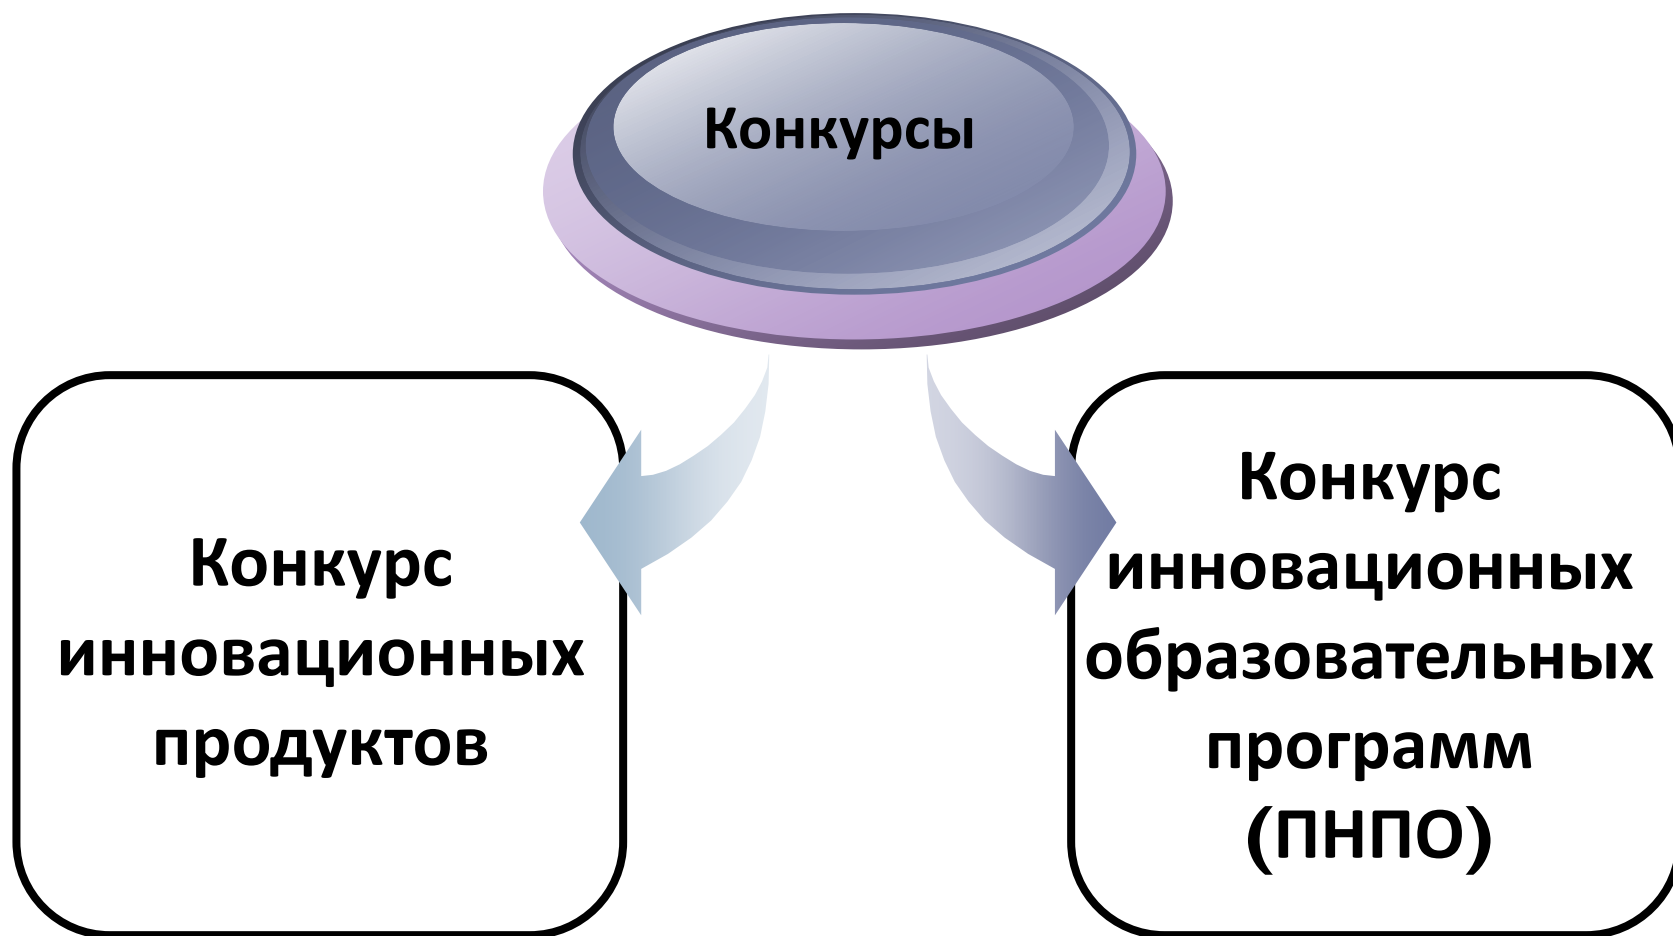 Конкурсы
Конкурс
инновационных
продуктов
Конкурс
инновационных
образовательных
программ
(ПНПО)